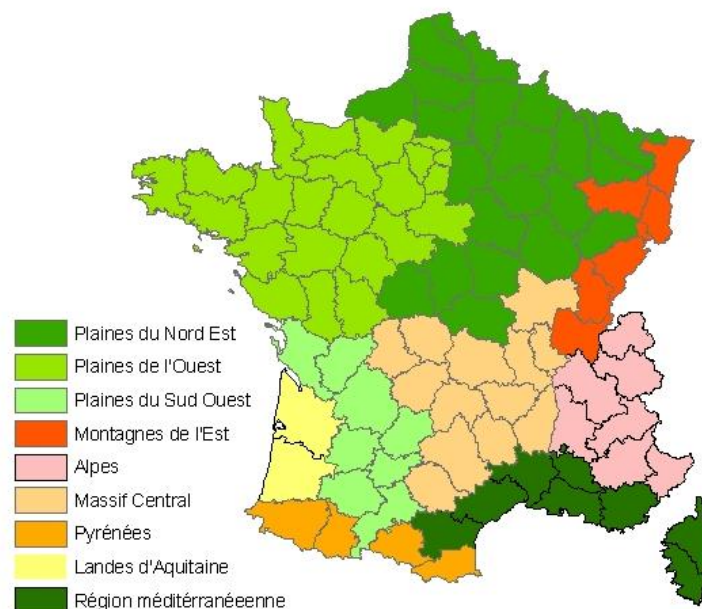 Plaines du Nord Est
Plaines de l'Ouest
Plaines du Sud Ouest
Montagnes de l'Est
Alpes
Massif Central
Pyrénées
Landes d'Aquitaine
Région méditérranéeenne